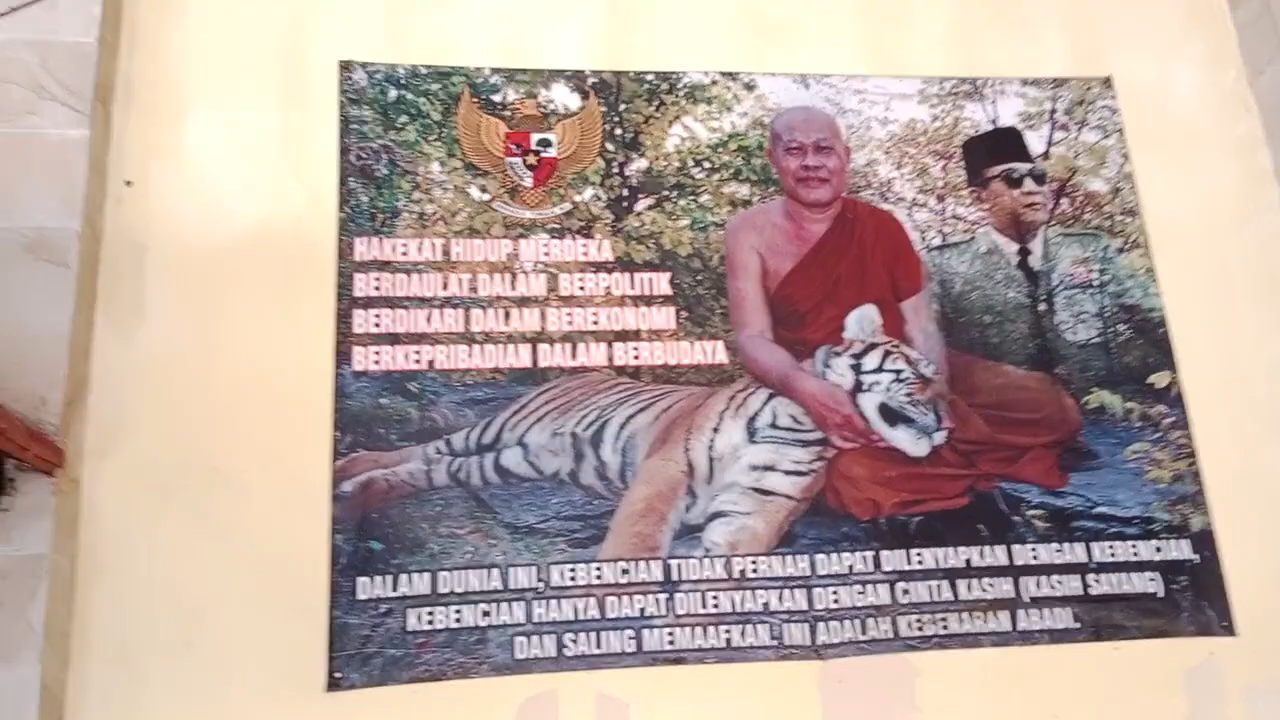 HAKEKAT HIDUP MERDEKA
BERDAULAT DALAM BERPOLITIK
BERDIKARI DALAM BEREKONOMI
BERKEPRIBADIAN DALAM BERBUDAYA
DALAM DUNIA INI, KEBENCIAN TIDAK PERNAH DAPAT DILENYAPKAN DENGAN KEBENCIAN,
KEBENCIAN HANYA DAPAT DILENYAPKAN DENGAN CINTA KASIH (KASIH SAYANG)
DAN SALING MEMAAFKAN. INI ADALAH KEBENARAN ABADI.